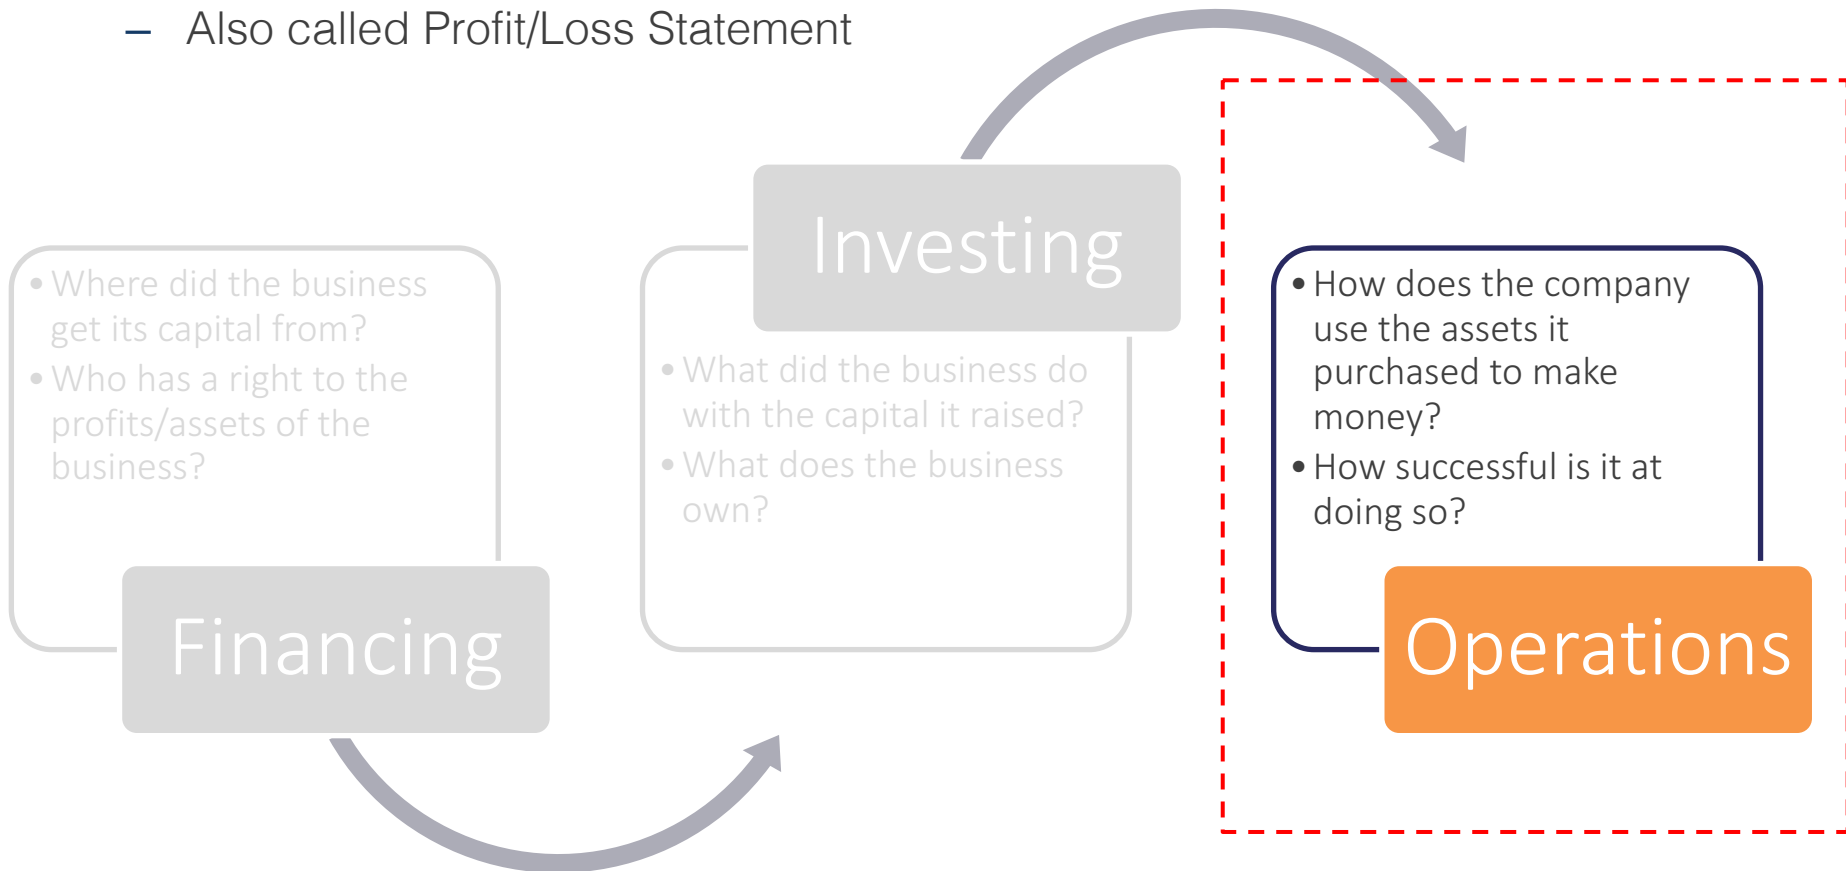 – Also called Profit/Loss Statement
• Where did the business
get its capital from?
• Who has a right to the
profits/assets of the
business?
Financing
Investing
• What did the business do
with the capital it raised?
• What does the business
own?
• How does the company
use the assets it
purchased to make
money?
• How successful is it at
doing so?
Operations